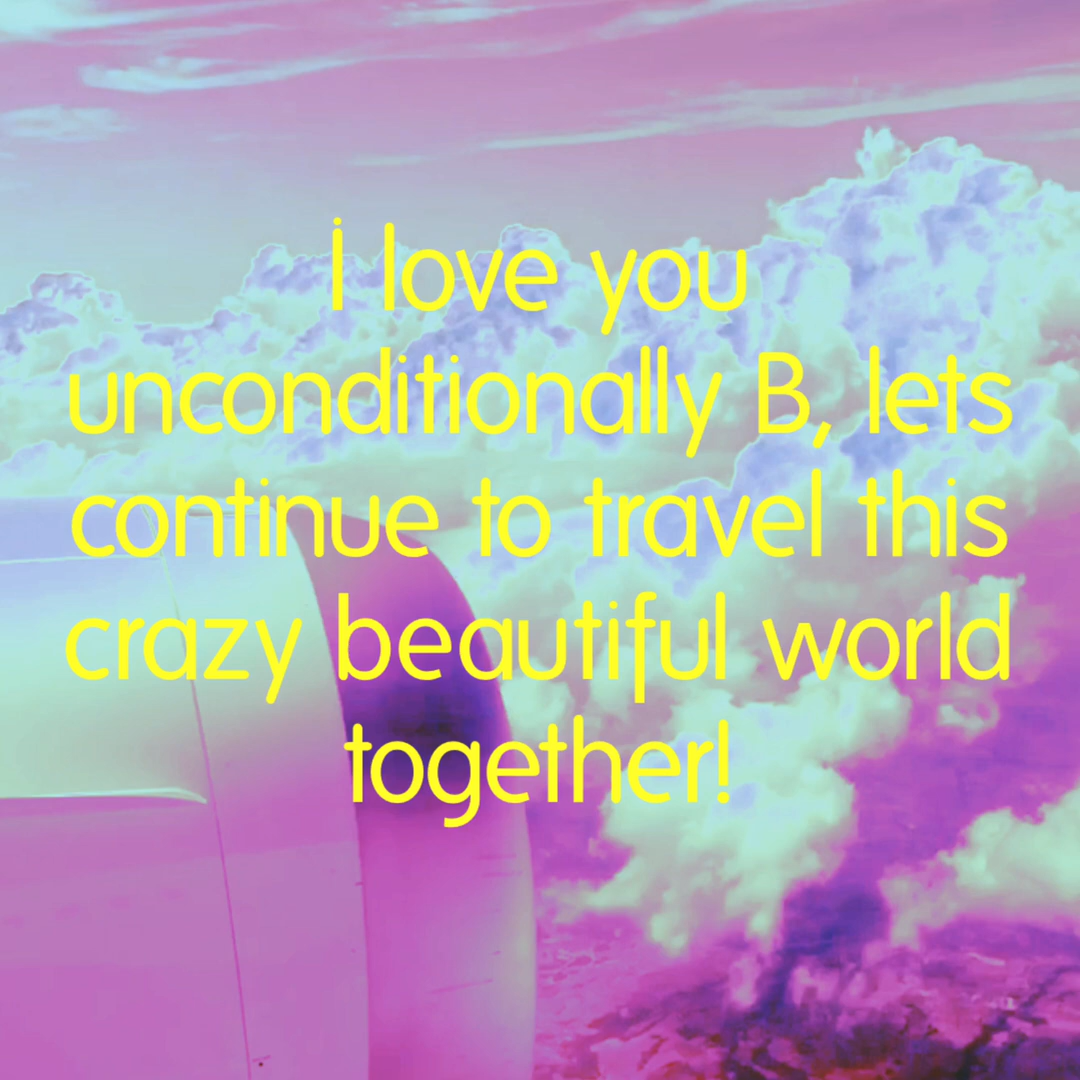 i love you
unconditionally B, lets
continue to travel this
crazy beautiful world
together!